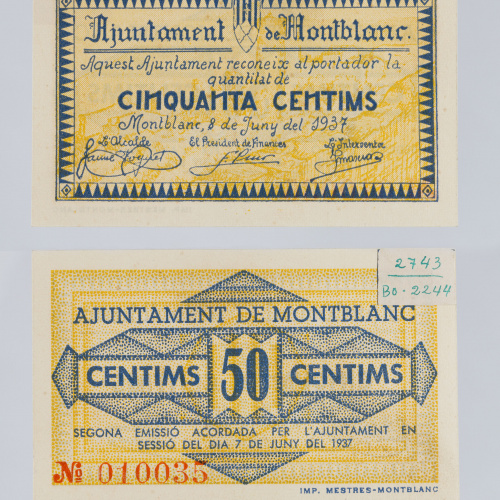 Ajuntament de Montblanc.
Aquest Ajuntament reconeix al portador la
quantitat de
CINQUANTA CENTIMS
Montblanc, 8 de Juny del 1937
L'Alcalde El President de Finances L'Interventor
2743
BO-2244
AJUNTAMENT DE MONTBLANC
CENTIMS 50 CENTIMS
SEGONA EMISSIÓ ACORDADA PER L'AJUNTAMENT EN
SESSIÓ DEL DIA 7 DE JUNY DEL 1937
Nº 010035
IMP. MESTRES-MONTBLANC